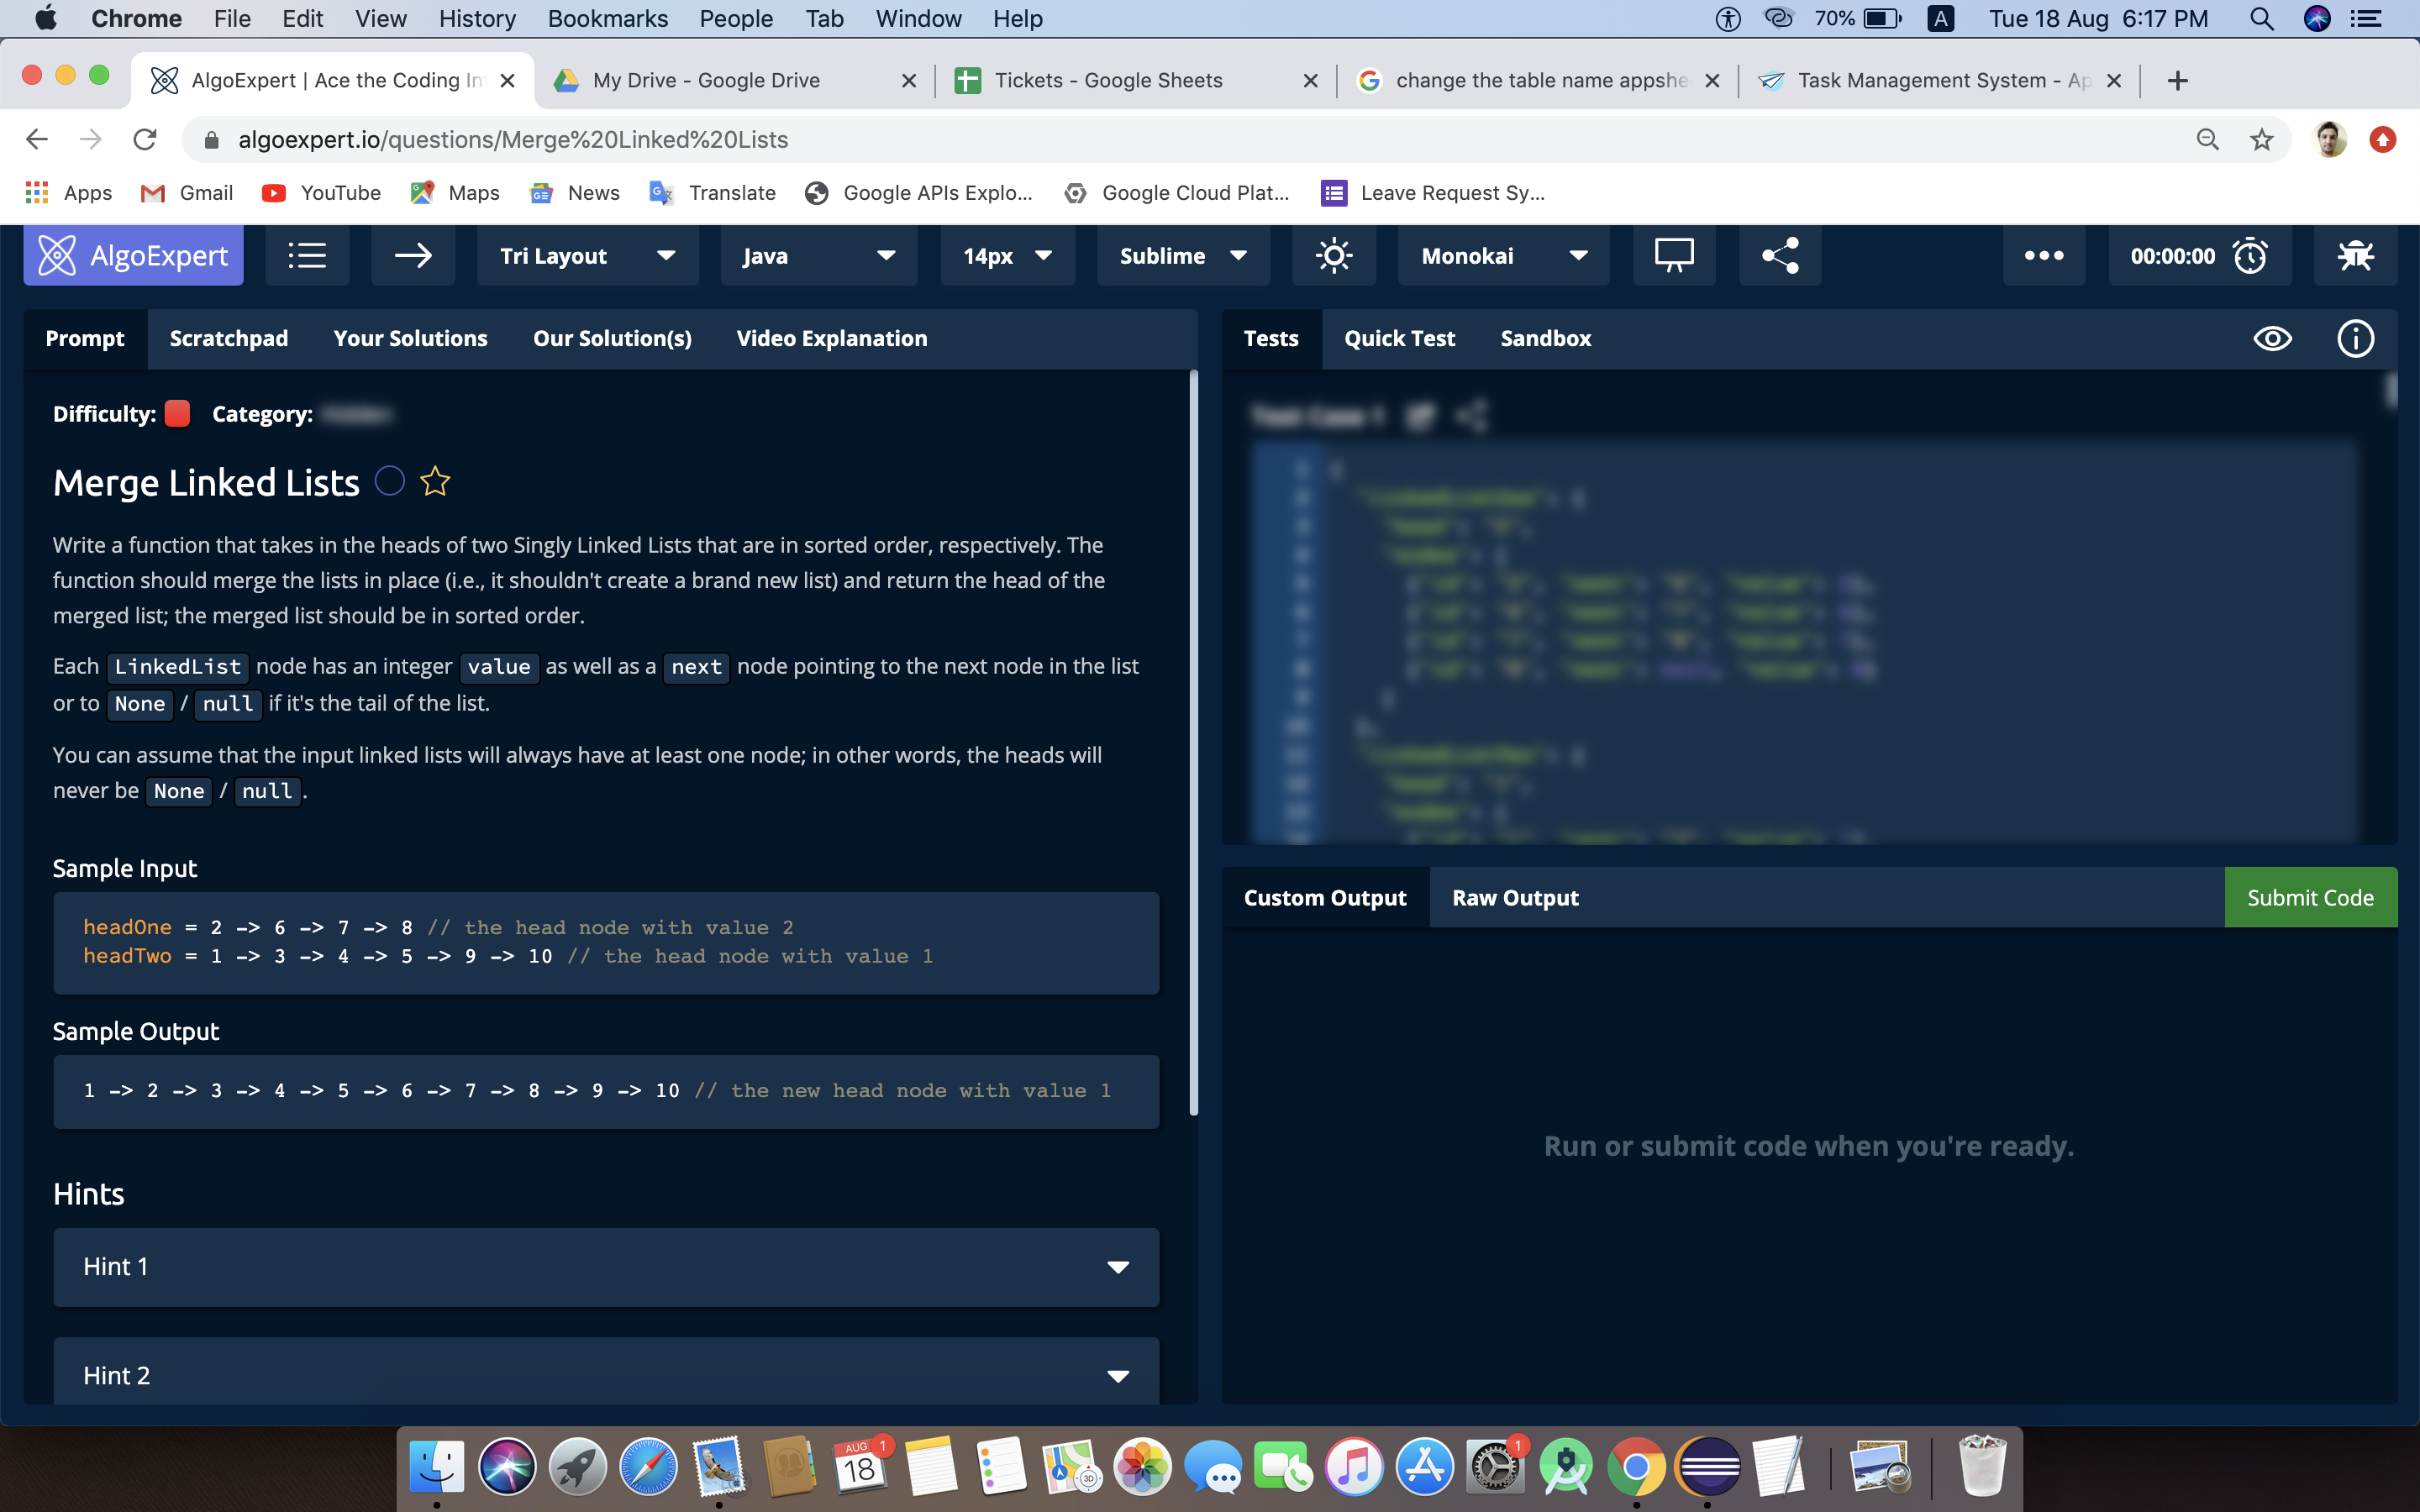 Chrome File Edit View History Bookmarks People Tab Window Help 70% A Tue 18 Aug 6:17 PM
AlgoExpert | Ace the Coding In My Drive - Google Drive Tickets - Google Sheets change the table name appshe Task Management System - Ap
algoexpert.io/questions/Merge%20Linked%20Lists
Apps Gmail YouTube Maps News Translate Google APIs Explo... Google Cloud Plat... Leave Request Sy...
AlgoExpert Tri Layout Java 14px Sublime Monokai 00:00:00
Prompt Scratchpad Your Solutions Our Solution(s) Video Explanation
Difficulty: Category:
Merge Linked Lists
Write a function that takes in the heads of two Singly Linked Lists that are in sorted order, respectively. The
function should merge the lists in place (i.e., it shouldn't create a brand new list) and return the head of the
merged list; the merged list should be in sorted order.
Each LinkedList node has an integer value as well as a next node pointing to the next node in the list
or to None / null if it's the tail of the list.
You can assume that the input linked lists will always have at least one node; in other words, the heads will
never be None / null .
Sample Input
headOne = 2 -> 6 -> 7 -> 8 // the head node with value 2
headTwo = 1 -> 3 -> 4 -> 5 -> 9 -> 10 // the head node with value 1
Sample Output
1 -> 2 -> 3 -> 4 -> 5 -> 6 -> 7 -> 8 -> 9 -> 10 // the new head node with value 1
Hints
Hint 1
Hint 2
Tests Quick Test Sandbox
Custom Output Raw Output Submit Code
Run or submit code when you're ready.
AUG 1
18
3D
1